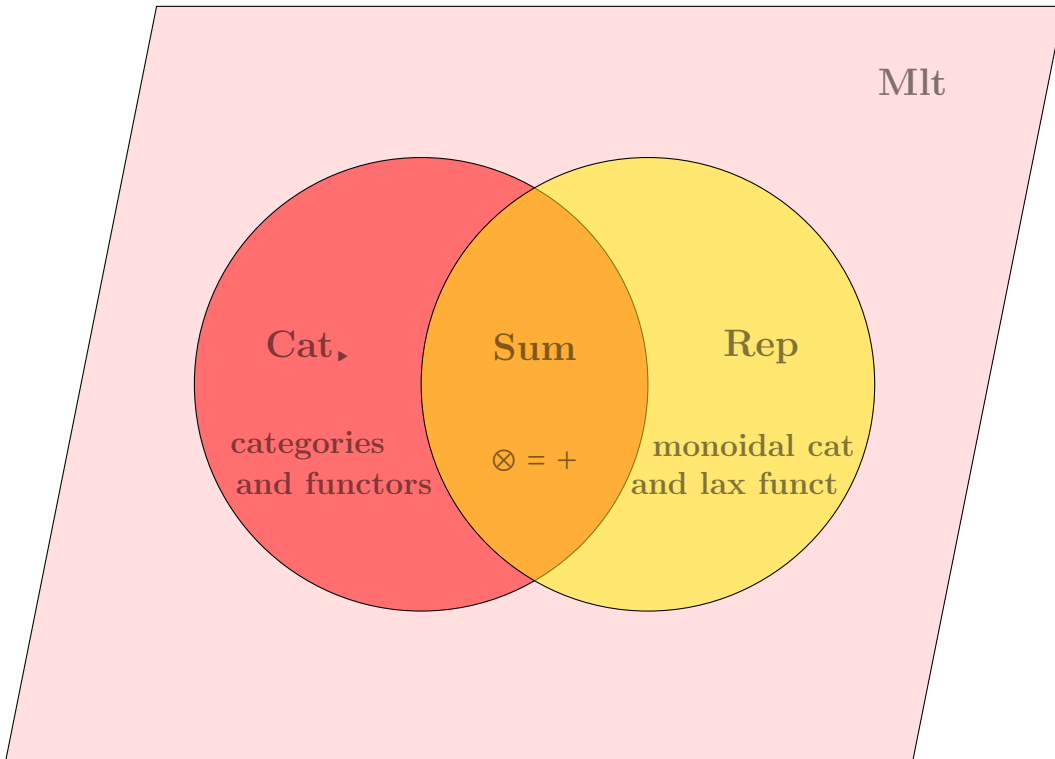 Mlt
Cat▸
Sum
Rep
categories
and functors
⊗ = +
monoidal cat
and lax funct